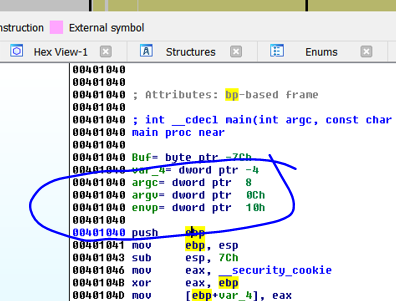 nstruction External symbol
Hex View-1 Structures Enums
00401040
00401040
00401040 ; Attributes: bp-based frame
00401040
00401040 ; int __cdecl main(int argc, const char
00401040 main proc near
00401040
00401040 Buf= byte ptr -7Ch
00401040 var_4= dword ptr -4
00401040 argc= dword ptr  8
00401040 argv= dword ptr  0Ch
00401040 envp= dword ptr  10h
00401040
00401040 push    ebp
00401041 mov     ebp, esp
00401043 sub     esp, 7Ch
00401046 mov     eax, __security_cookie
0040104B xor     eax, ebp
0040104D mov     [ebp+var_4], eax